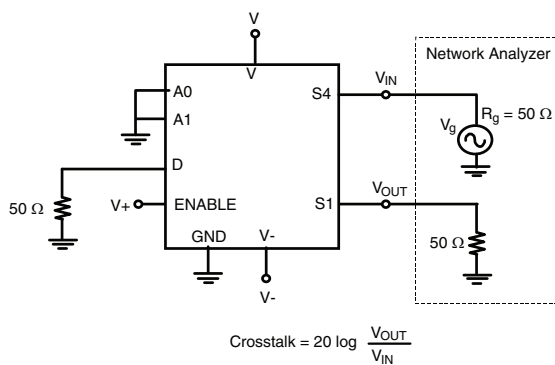 V
V
Network Analyzer
A0
S4
V_IN
A1
V_g
R_g = 50 Ω
D
50 Ω
V+
ENABLE
S1
V_OUT
GND
V-
50 Ω
V-
Crosstalk = 20 log V_OUT
V_IN